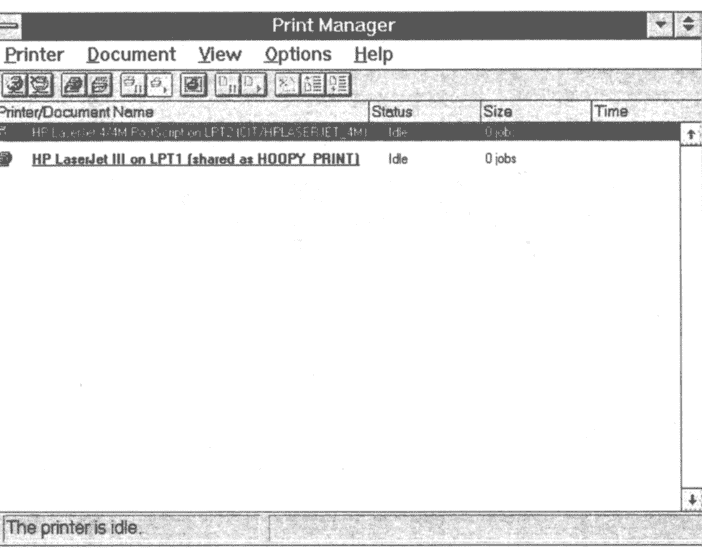 Print Manager
Printer Document View Options Help
Printer/Document Name Status Size Time
HP LaserJet 4/4M PostScript on LPT2 (CIT/HPLASERJET_4M) Idle 0 jobs
HP LaserJet III on LPT1 (shared as HOOPY_PRINT) Idle 0 jobs
The printer is idle.